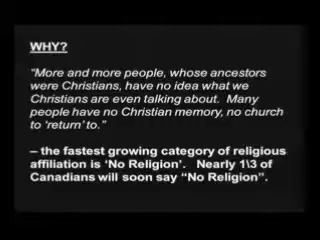 WHY?
"More and more people, whose ancestors
were Christians, have no idea what we
Christians are even talking about.  Many
people have no Christian memory, no church
to 'return' to."
– the fastest growing category of religious
affiliation is 'No Religion'.   Nearly 1\3 of
Canadians will soon say "No Religion".